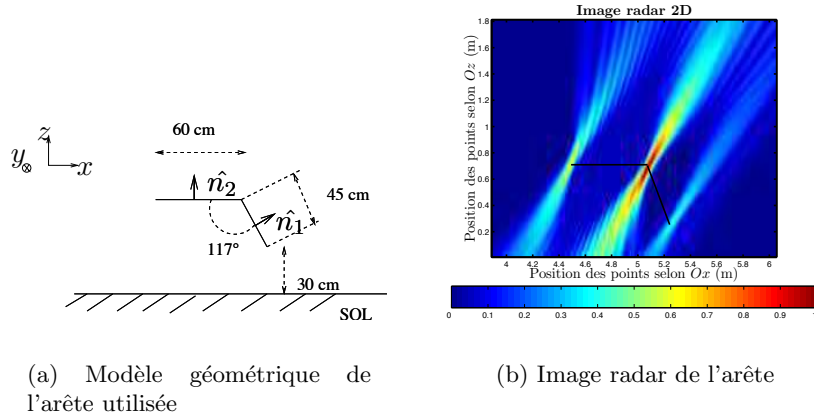 60 cm
z
y
x
n̂2
n̂1
45 cm
117°
30 cm
SOL
(a) Modèle géométrique de
l'arête utilisée
Image radar 2D
Position des points selon Oz (m)
1.8
1.6
1.4
1.2
1
0.8
0.6
0.4
0.2
4 4.2 4.4 4.6 4.8 5 5.2 5.4 5.6 5.8 6
Position des points selon Ox (m)
0 0.1 0.2 0.3 0.4 0.5 0.6 0.7 0.8 0.9 1
(b) Image radar de l'arête